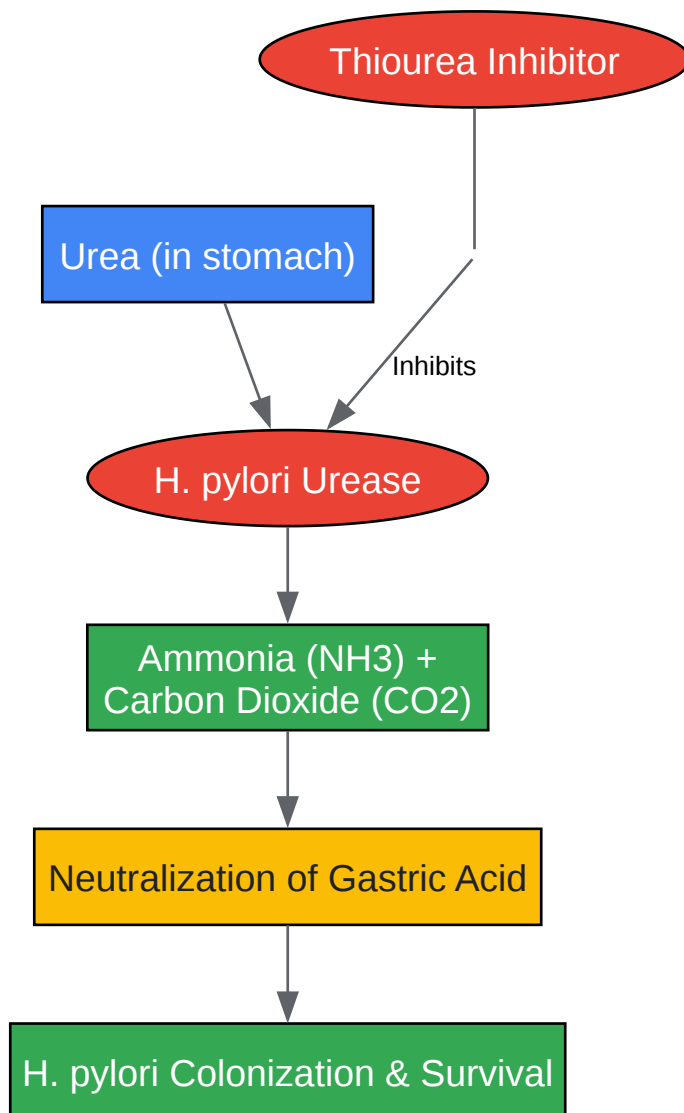 Thiourea Inhibitor
Urea (in stomach)
Inhibits
H. pylori Urease
Ammonia (NH3) +
Carbon Dioxide (CO2)
Neutralization of Gastric Acid
H. pylori Colonization & Survival